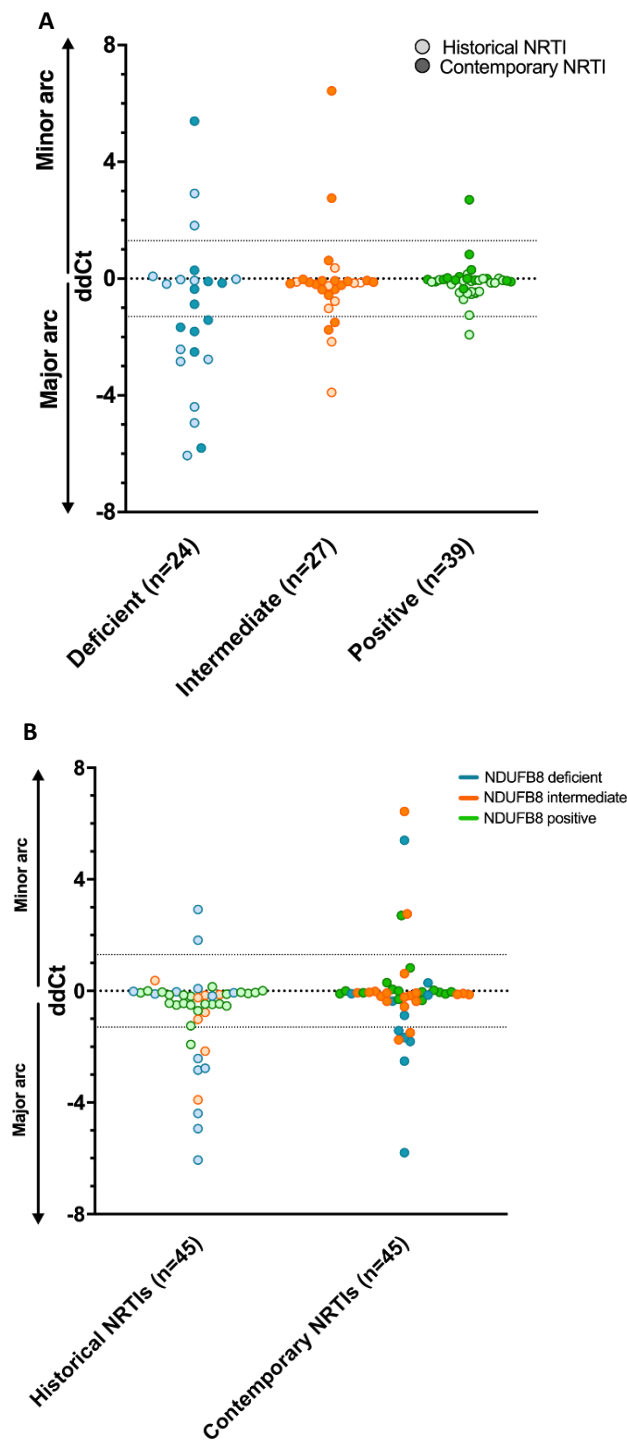 A
8
4
0
-4
-8
Minor arc
Major arc
ddCt
Historical NRTI
Contemporary NRTI
Deficient (n=24)
Intermediate (n=27)
Positive (n=39)
B
8
4
0
-4
-8
Minor arc
Major arc
ddCt
NDUFB8 deficient
NDUFB8 intermediate
NDUFB8 positive
Historical NRTIs (n=45)
Contemporary NRTIs (n=45)